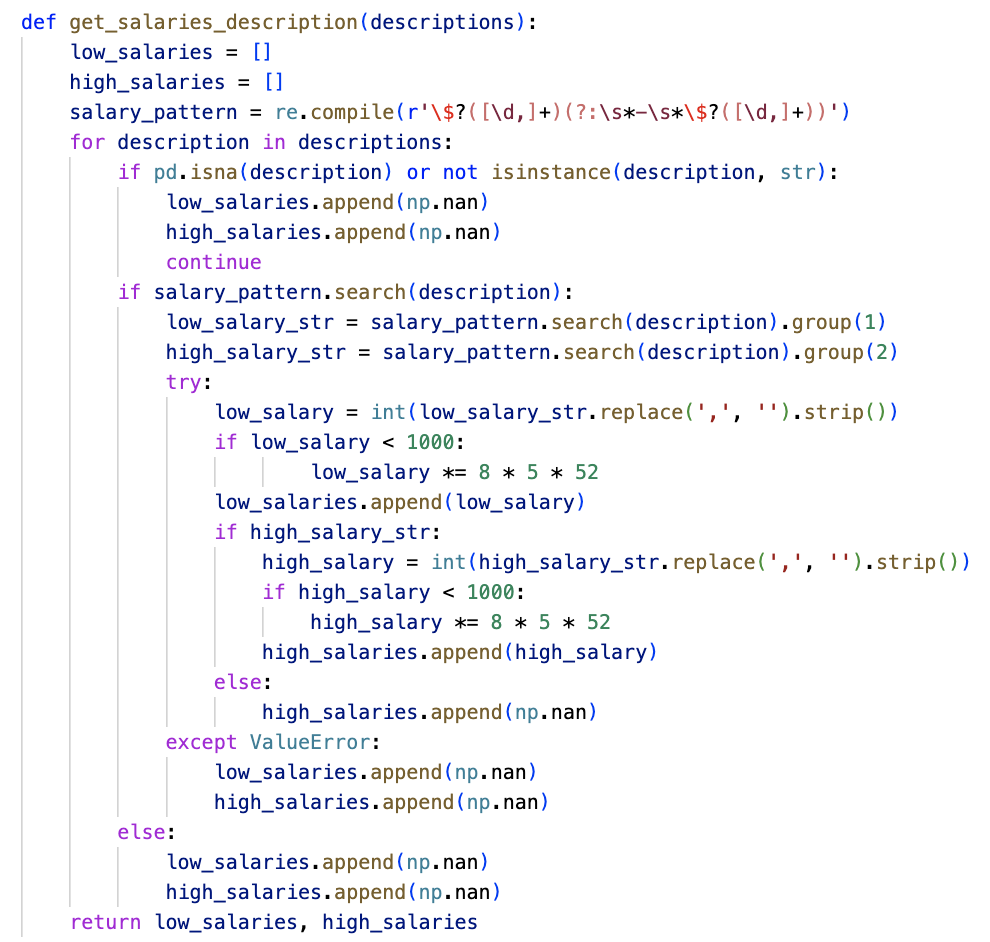 def get_salaries_description(descriptions):
    low_salaries = []
    high_salaries = []
    salary_pattern = re.compile(r'\$?([\d,]+)(?:\s*-\s*\$?([\d,]+))')
    for description in descriptions:
        if pd.isna(description) or not isinstance(description, str):
            low_salaries.append(np.nan)
            high_salaries.append(np.nan)
            continue
        if salary_pattern.search(description):
            low_salary_str = salary_pattern.search(description).group(1)
            high_salary_str = salary_pattern.search(description).group(2)
            try:
                low_salary = int(low_salary_str.replace(',', '').strip())
                if low_salary < 1000:
                        low_salary *= 8 * 5 * 52
                low_salaries.append(low_salary)
                if high_salary_str:
                    high_salary = int(high_salary_str.replace(',', '').strip())
                    if high_salary < 1000:
                        high_salary *= 8 * 5 * 52
                    high_salaries.append(high_salary)
                else:
                    high_salaries.append(np.nan)
            except ValueError:
                low_salaries.append(np.nan)
                high_salaries.append(np.nan)
        else:
            low_salaries.append(np.nan)
            high_salaries.append(np.nan)
    return low_salaries, high_salaries